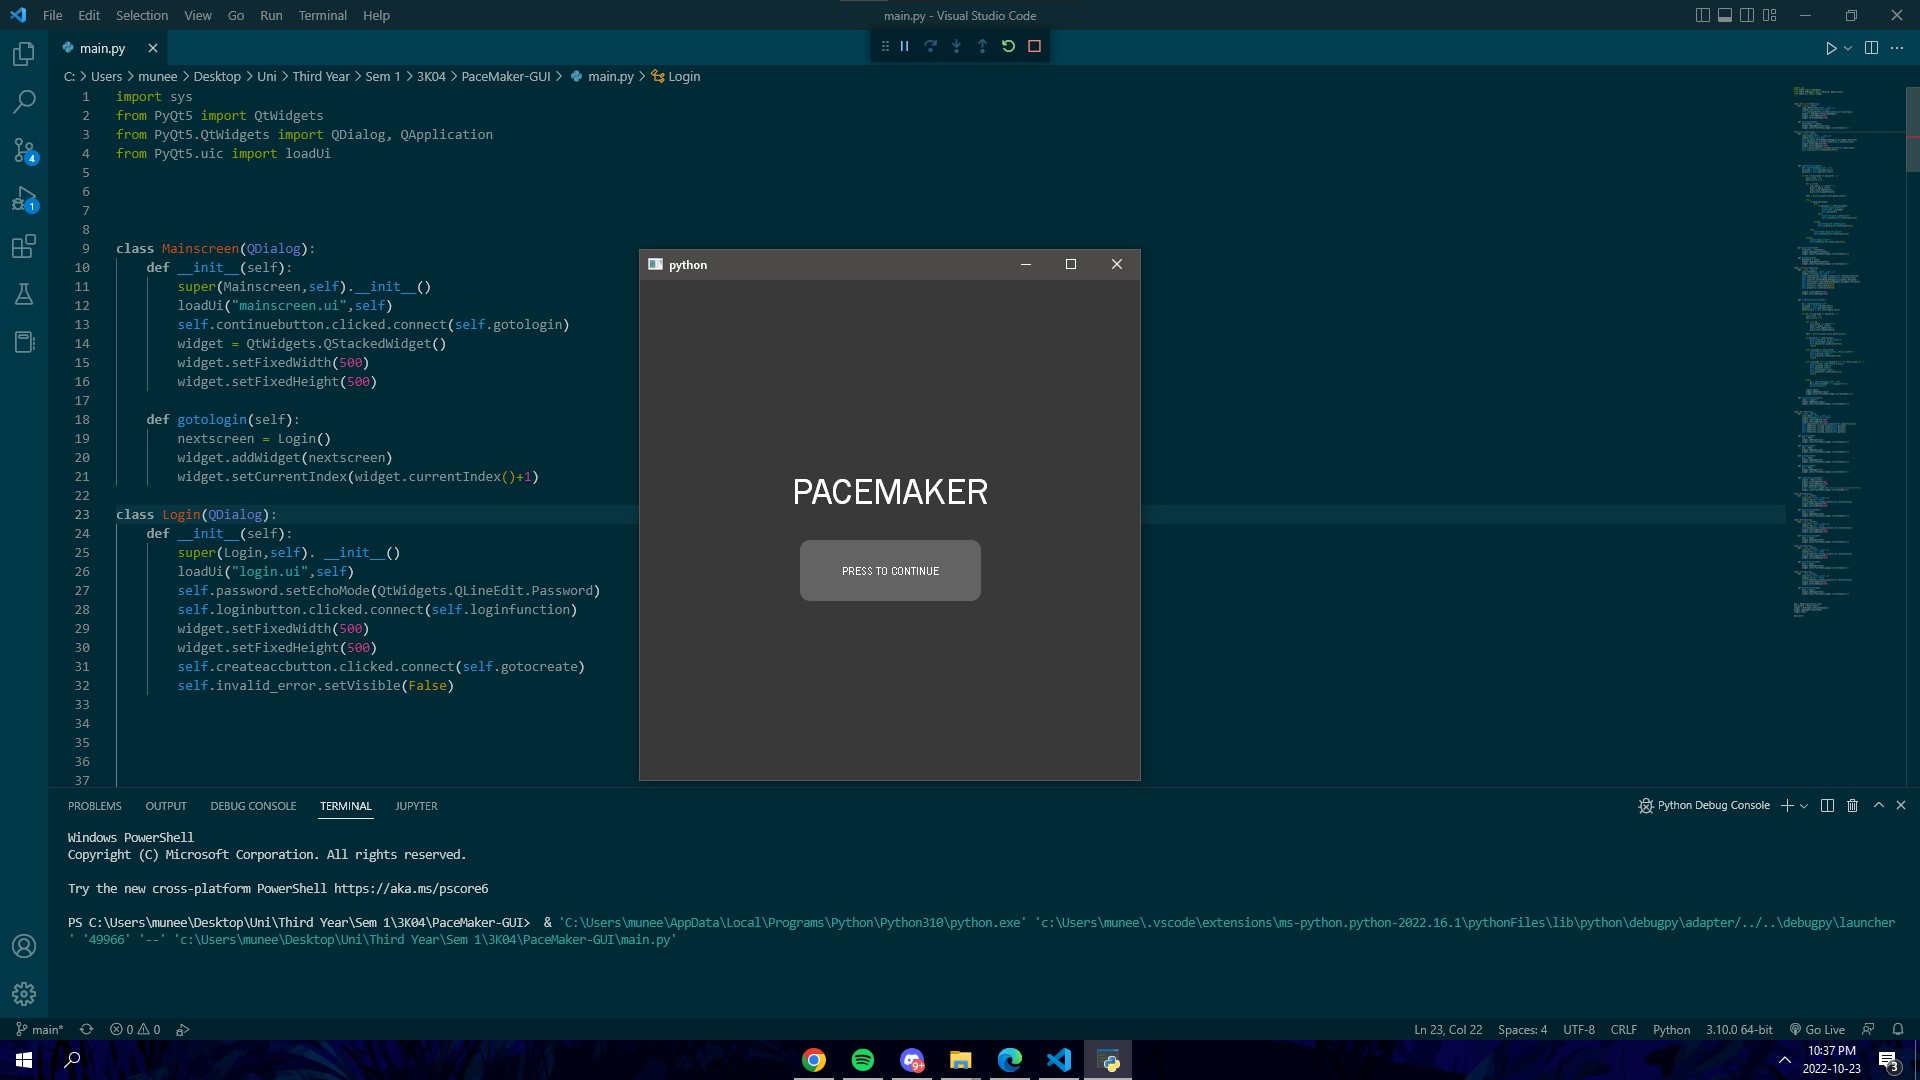 File Edit Selection View Go Run Terminal Help
main.py - Visual Studio Code
main.py
C: > Users > munee > Desktop > Uni > Third Year > Sem 1 > 3K04 > PaceMaker-GUI > main.py > Login
1 import sys
2 from PyQt5 import QtWidgets
3 from PyQt5.QtWidgets import QDialog, QApplication
4 from PyQt5.uic import loadUi
5
6
7
8
9 class Mainscreen(QDialog):
10 def __init__(self):
11 super(Mainscreen,self).__init__()
12 loadUi("mainscreen.ui",self)
13 self.continuebutton.clicked.connect(self.gotologin)
14 widget = QtWidgets.QStackedWidget()
15 widget.setFixedWidth(500)
16 widget.setFixedHeight(500)
17
18 def gotologin(self):
19 nextscreen = Login()
20 widget.addWidget(nextscreen)
21 widget.setCurrentIndex(widget.currentIndex()+1)
22
23 class Login(QDialog):
24 def __init__(self):
25 super(Login,self). __init__()
26 loadUi("login.ui",self)
27 self.password.setEchoMode(QtWidgets.QLineEdit.Password)
28 self.loginbutton.clicked.connect(self.loginfunction)
29 widget.setFixedWidth(500)
30 widget.setFixedHeight(500)
31 self.createaccbutton.clicked.connect(self.gotocreate)
32 self.invalid_error.setVisible(False)
33
34
35
36
37
4
1
python
PACEMAKER
PRESS TO CONTINUE
PROBLEMS OUTPUT DEBUG CONSOLE TERMINAL JUPYTER
Python Debug Console
Windows PowerShell
Copyright (C) Microsoft Corporation. All rights reserved.
Try the new cross-platform PowerShell https://aka.ms/pscore6
PS C:\Users\munee\Desktop\Uni\Third Year\Sem 1\3K04\PaceMaker-GUI>  & 'C:\Users\munee\AppData\Local\Programs\Python\Python310\python.exe' 'c:\Users\munee\.vscode\extensions\ms-python.python-2022.16.1\pythonFiles\lib\python\debugpy\adapter/../..\debugpy\launcher
' '49966' '--' 'c:\Users\munee\Desktop\Uni\Third Year\Sem 1\3K04\PaceMaker-GUI\main.py'
main* 0 0
Ln 23, Col 22 Spaces: 4 UTF-8 CRLF Python 3.10.0 64-bit Go Live
9+
10:37 PM
2022-10-23
3